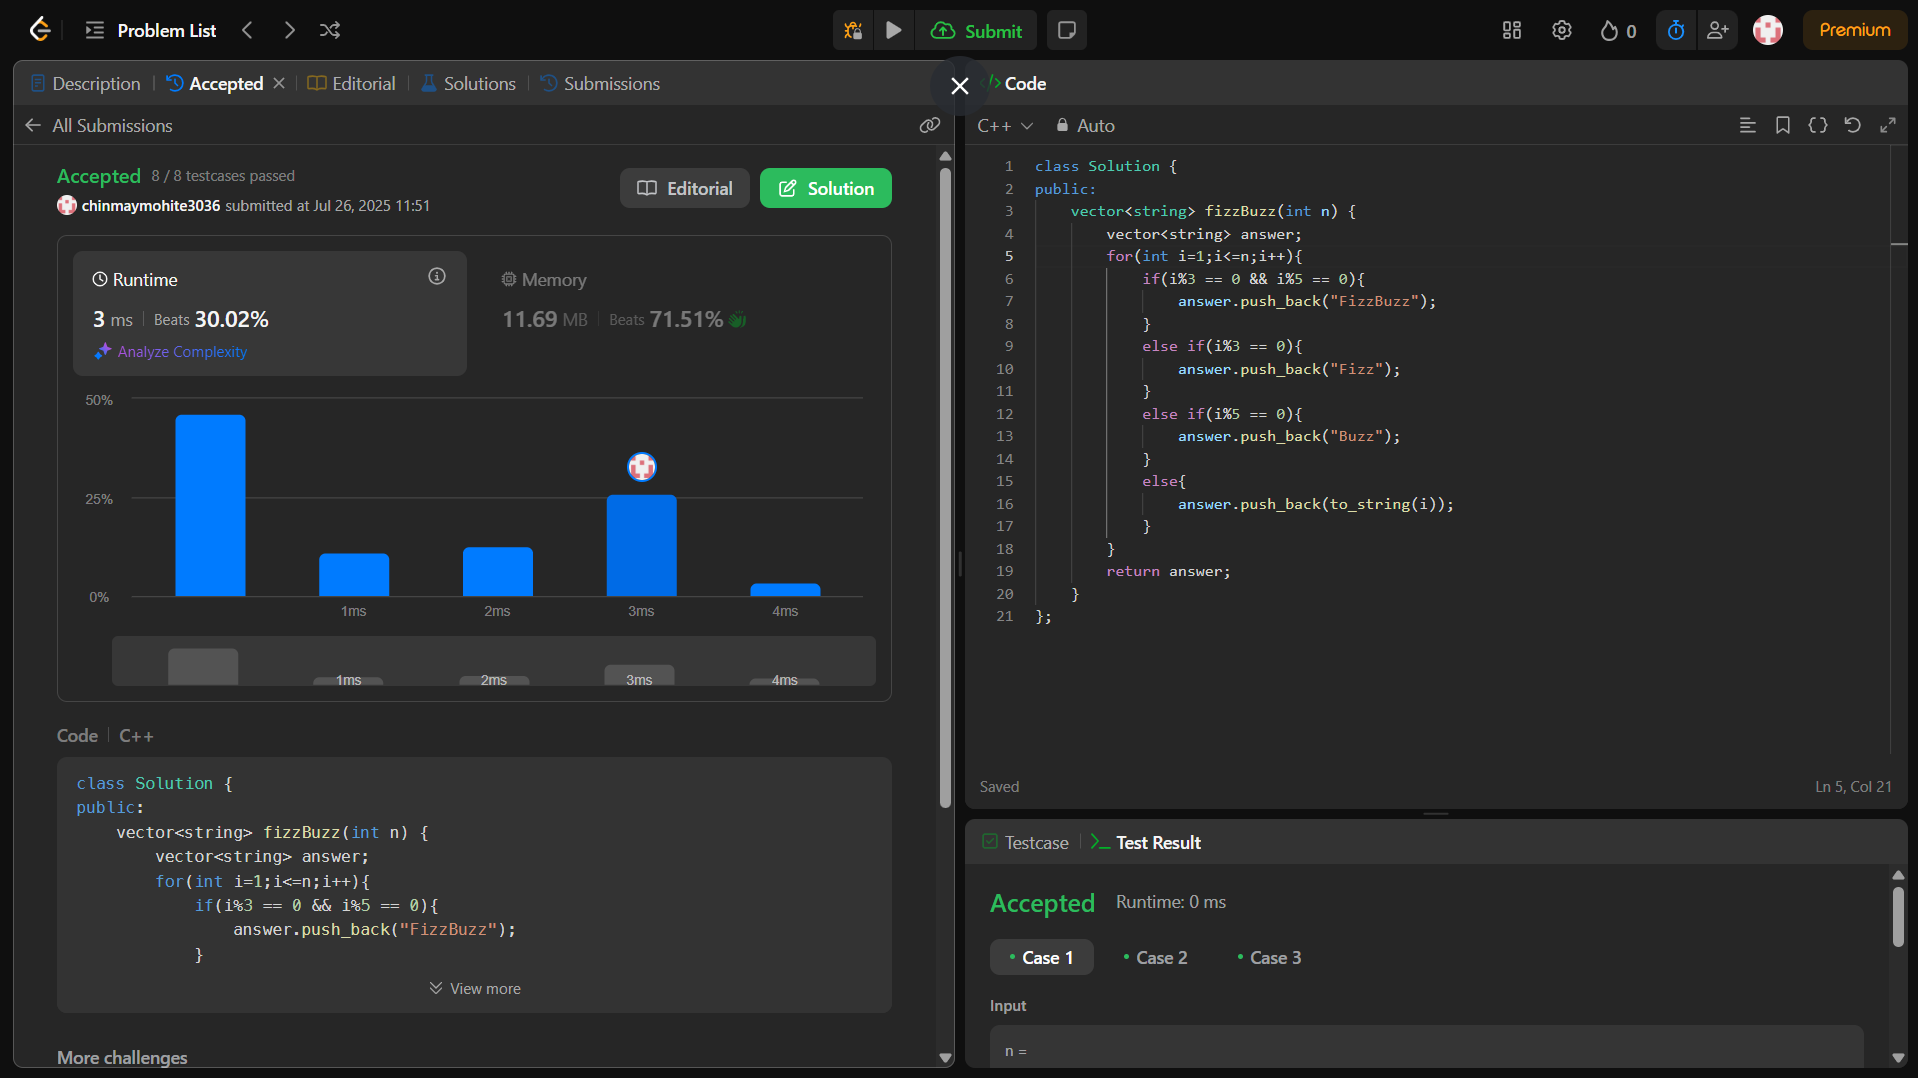 Problem List
Submit
0
Premium
Description
Accepted
Editorial
Solutions
Submissions
All Submissions
Accepted 8 / 8 testcases passed
chinmaymohite3036 submitted at Jul 26, 2025 11:51
Editorial
Solution
Runtime
3 ms Beats 30.02%
Analyze Complexity
Memory
11.69 MB Beats 71.51%
50%
25%
0%
1ms 2ms 3ms 4ms
1ms 2ms 3ms 4ms
Code C++
class Solution {
public:
    vector<string> fizzBuzz(int n) {
        vector<string> answer;
        for(int i=1;i<=n;i++){
            if(i%3 == 0 && i%5 == 0){
                answer.push_back("FizzBuzz");
            }
View more
More challenges
Code
C++ Auto
1 class Solution {
2 public:
3     vector<string> fizzBuzz(int n) {
4         vector<string> answer;
5         for(int i=1;i<=n;i++){
6             if(i%3 == 0 && i%5 == 0){
7                 answer.push_back("FizzBuzz");
8             }
9             else if(i%3 == 0){
10                 answer.push_back("Fizz");
11             }
12             else if(i%5 == 0){
13                 answer.push_back("Buzz");
14             }
15             else{
16                 answer.push_back(to_string(i));
17             }
18         }
19         return answer;
20     }
21 };
Saved
Ln 5, Col 21
Testcase
Test Result
Accepted Runtime: 0 ms
Case 1
Case 2
Case 3
Input
n =